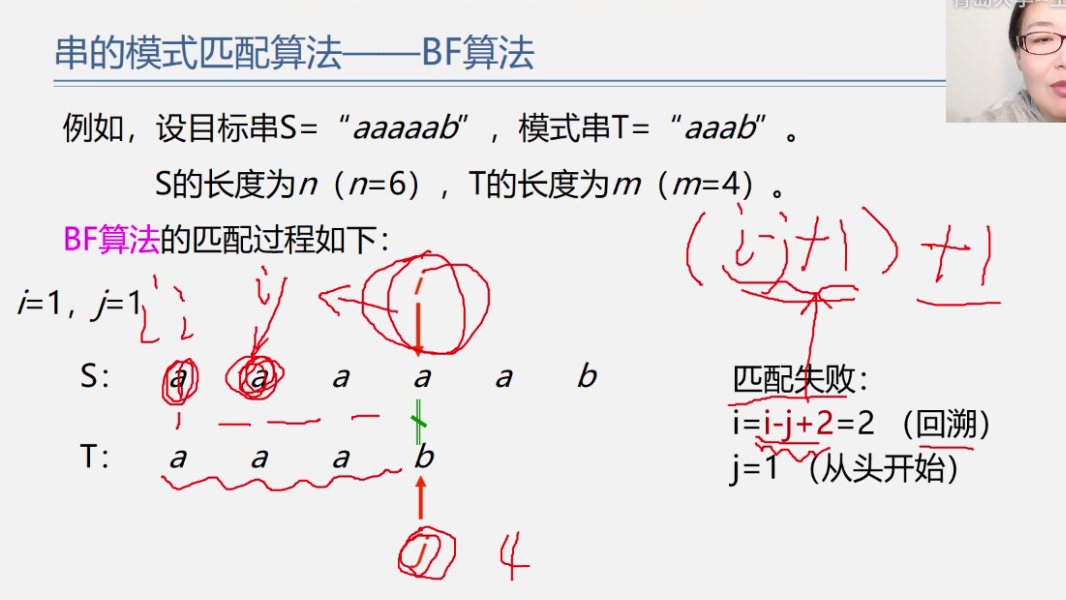 串的模式匹配算法——BF算法
例如，设目标串S=“aaaaab”，模式串T=“aaab”。
S的长度为n（n=6），T的长度为m（m=4）。
BF算法的匹配过程如下：
(i-j+1)+1
i=1，j=1
i
i
S： a a a a a b
T： a a a b
j 4
匹配失败：
i=i-j+2=2 （回溯）
j=1 （从头开始）